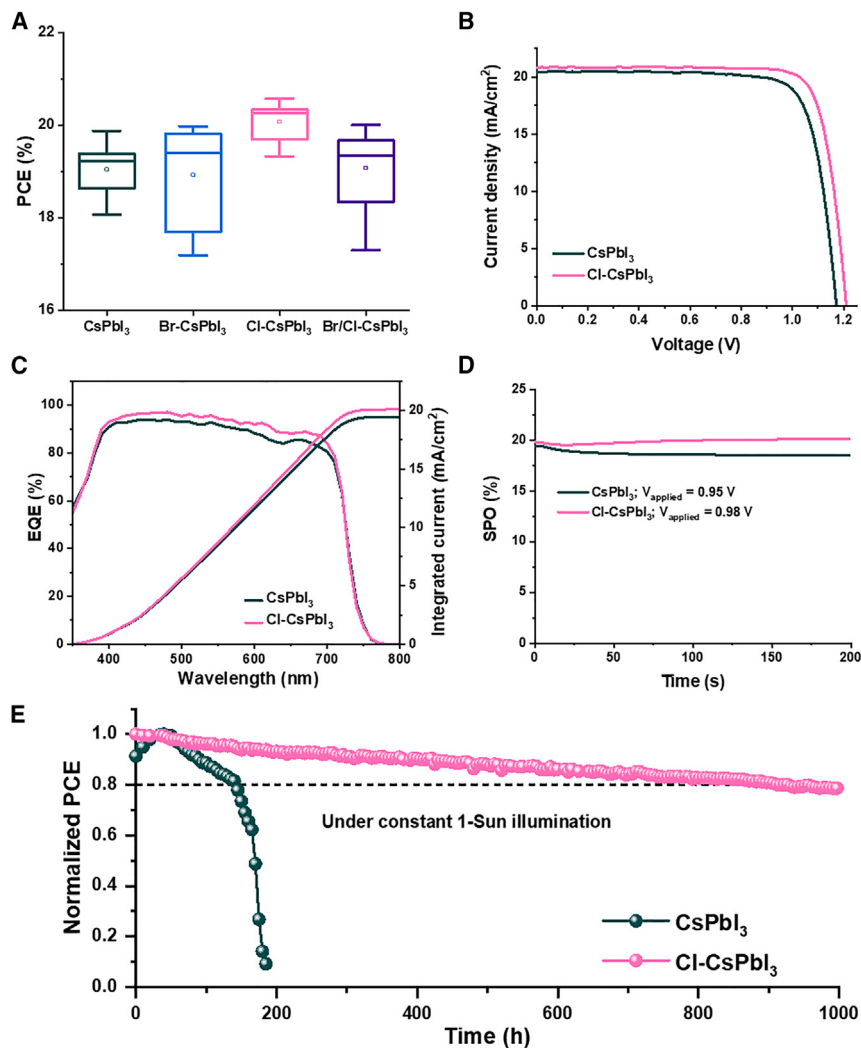 A
PCE (%)
22
20
18
16
CsPbI₃
Br-CsPbI₃
Cl-CsPbI₃
Br/Cl-CsPbI₃
B
Current density (mA/cm²)
25
20
15
10
5
0
CsPbI₃
Cl-CsPbI₃
0.0 0.2 0.4 0.6 0.8 1.0 1.2
Voltage (V)
C
EQE (%)
100
80
60
40
20
0
CsPbI₃
Cl-CsPbI₃
20
15
10
5
0
Integrated current (mA/cm²)
400 500 600 700 800
Wavelength (nm)
D
SPO (%)
25
20
15
10
5
0
CsPbI₃; V_applied = 0.95 V
Cl-CsPbI₃; V_applied = 0.98 V
0 50 100 150 200
Time (s)
E
Normalized PCE
1.0
0.8
0.6
0.4
0.2
0.0
Under constant 1-Sun illumination
CsPbI₃
Cl-CsPbI₃
0 200 400 600 800 1000
Time (h)